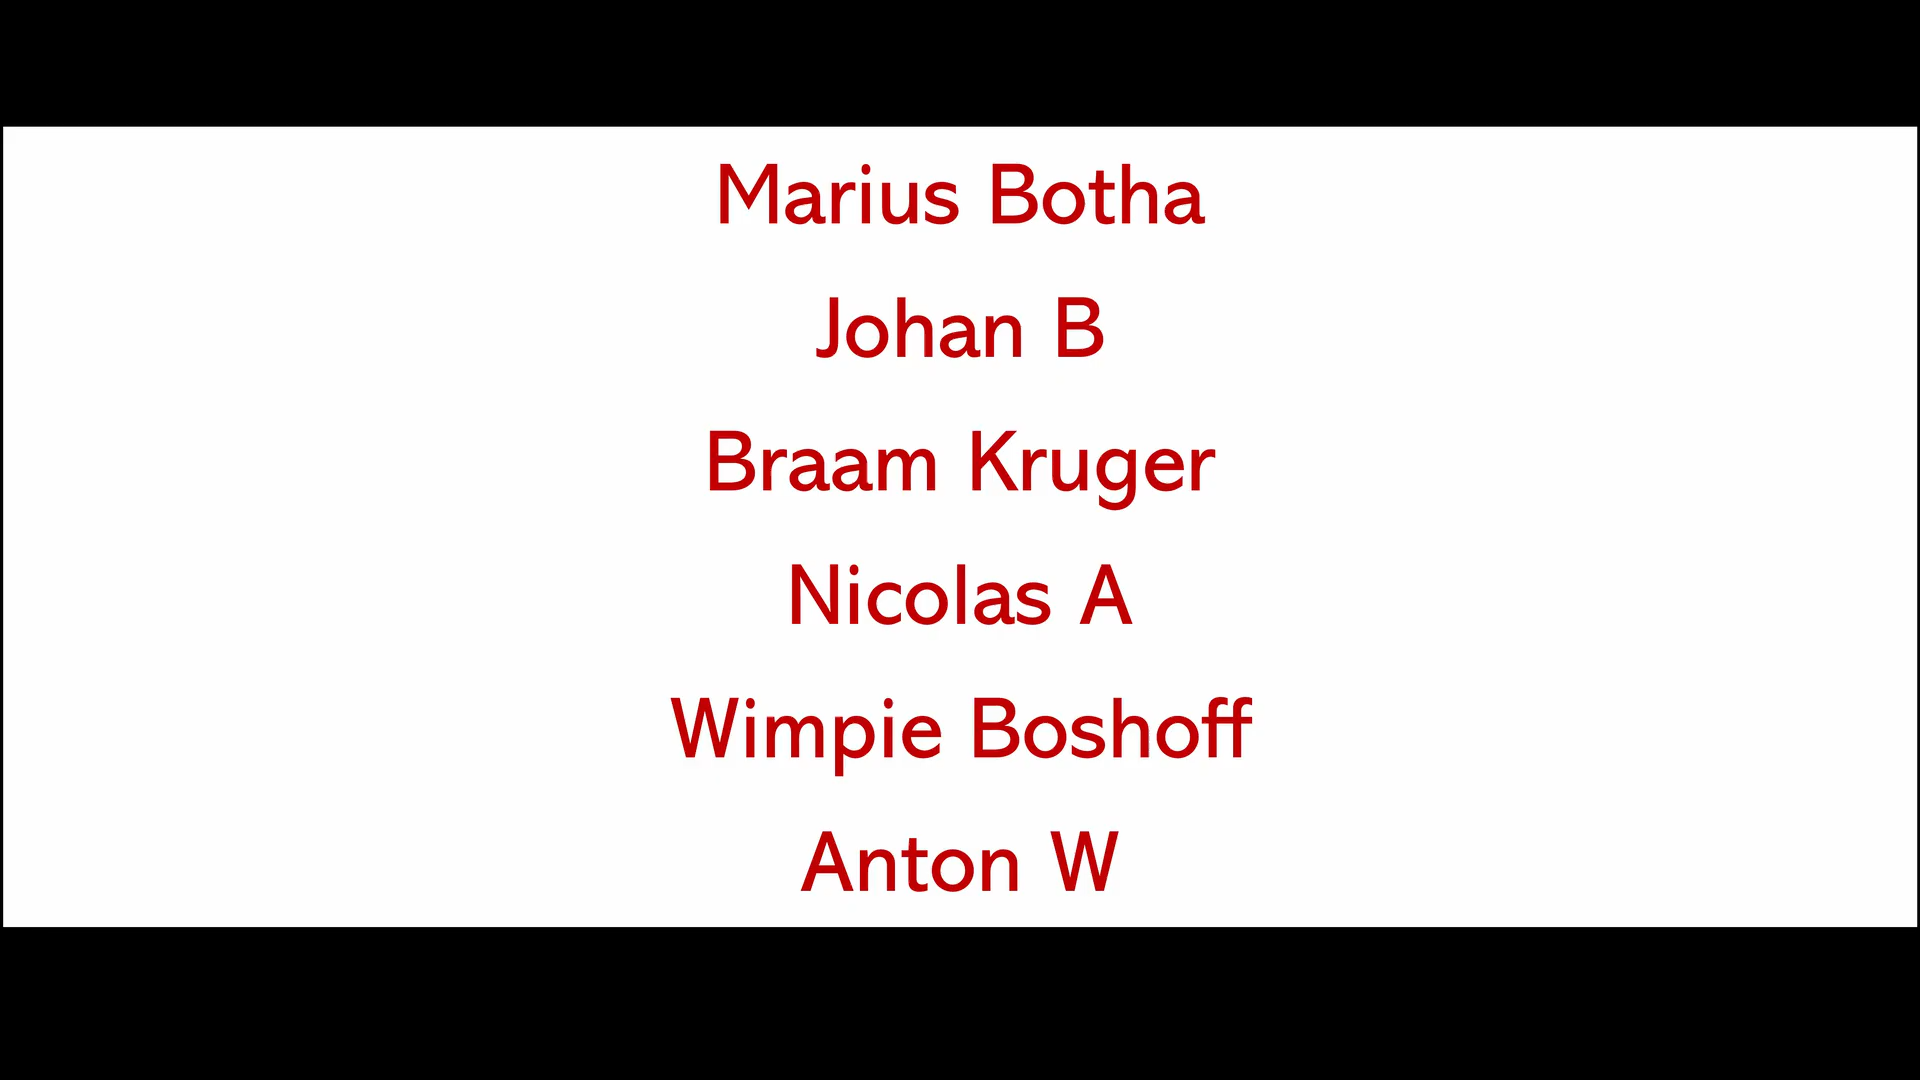 Marius Botha
Johan B
Braam Kruger
Nicolas A
Wimpie Boshoff
Anton W